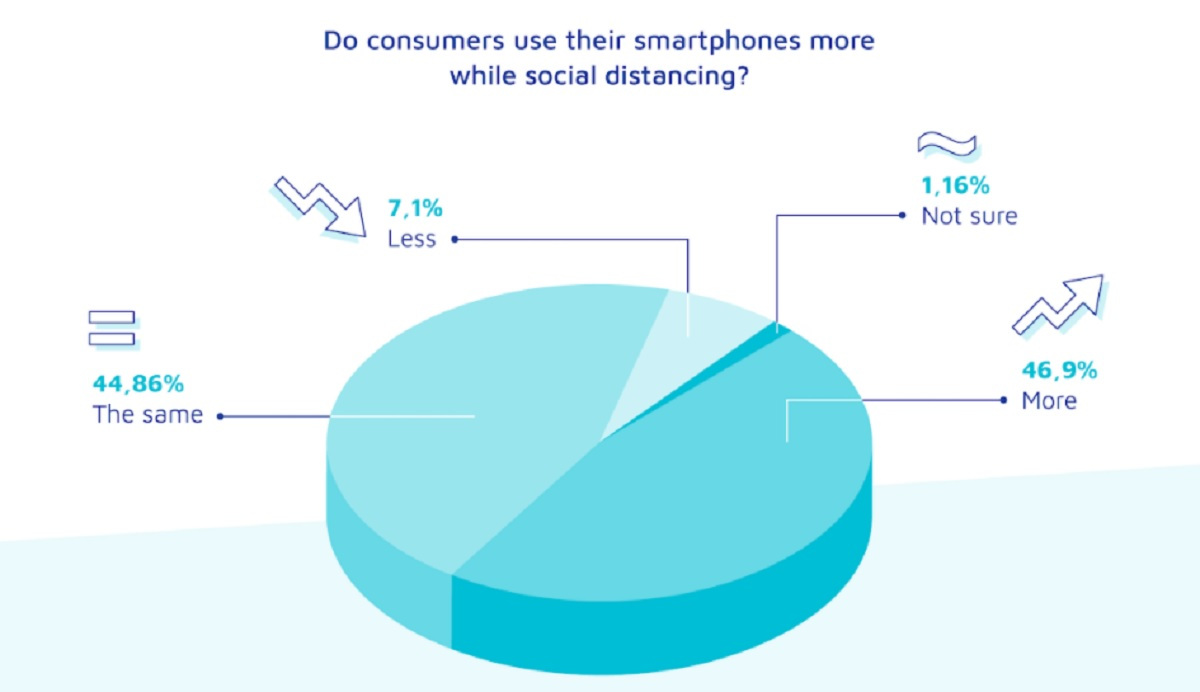 Do consumers use their smartphones more
while social distancing?
1,16%
Not sure
7,1%
Less
46,9%
More
44,86%
The same